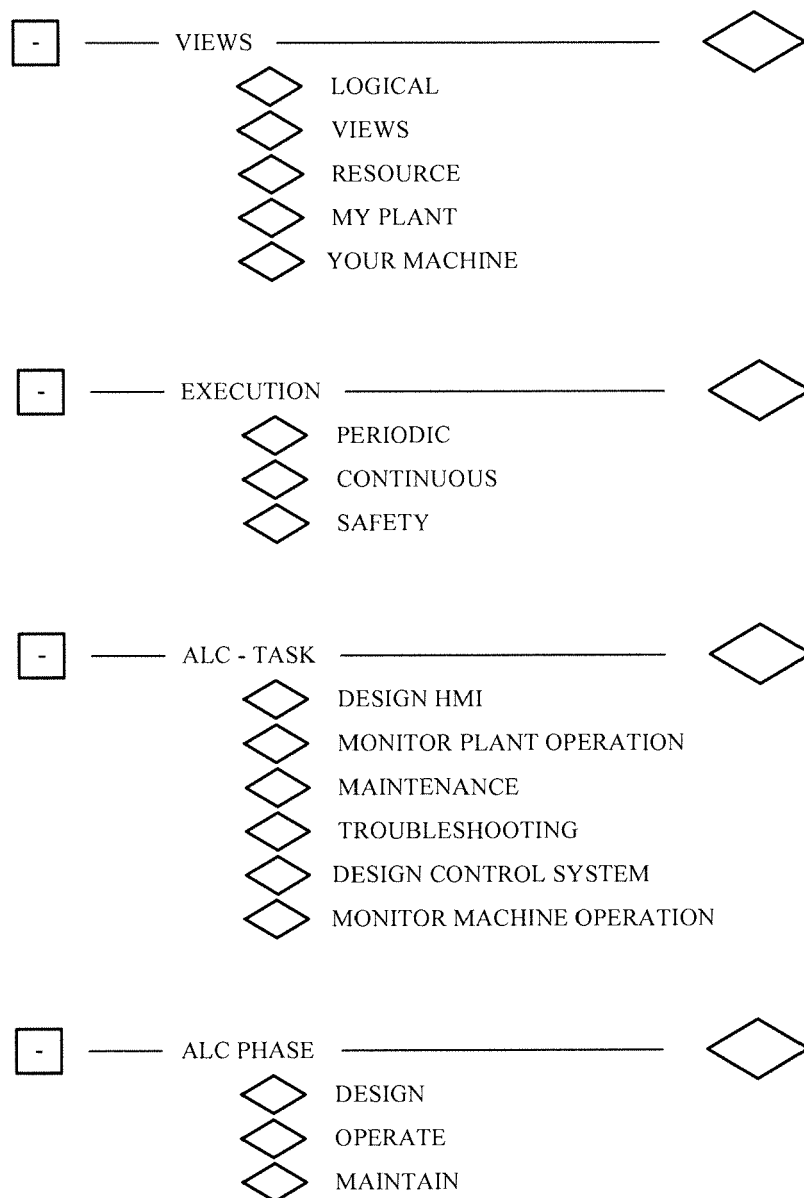 - VIEWS
LOGICAL
VIEWS
RESOURCE
MY PLANT
YOUR MACHINE
- EXECUTION
PERIODIC
CONTINUOUS
SAFETY
- ALC - TASK
DESIGN HMI
MONITOR PLANT OPERATION
MAINTENANCE
TROUBLESHOOTING
DESIGN CONTROL SYSTEM
MONITOR MACHINE OPERATION
- ALC PHASE
DESIGN
OPERATE
MAINTAIN